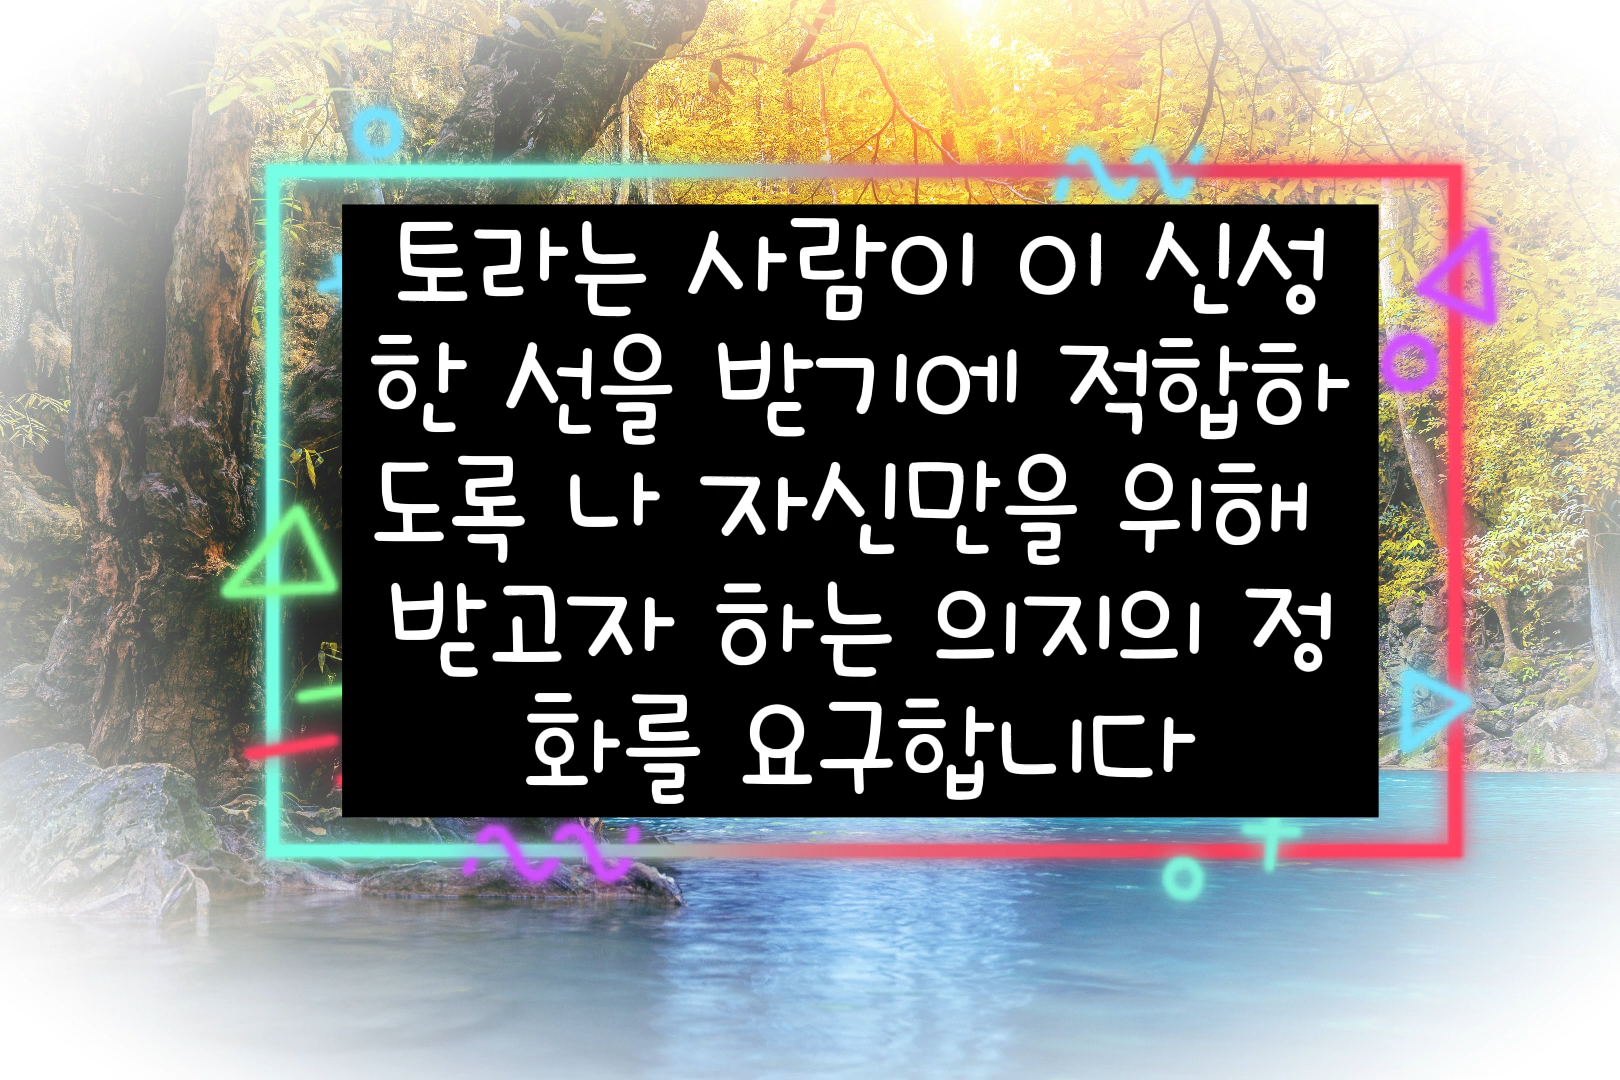 토라는 사람이 이 신성
한 선을 받기에 적합하
도록 나 자신만을 위해
받고자 하는 의지의 정
화를 요구합니다